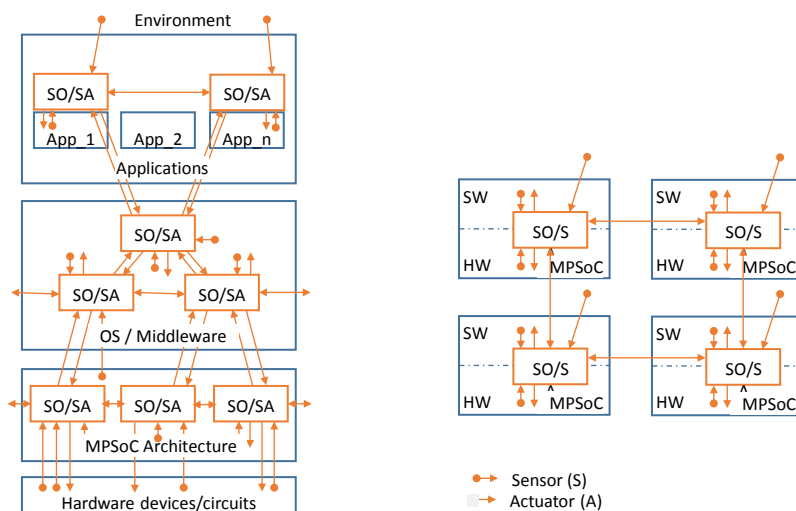 Environment
SO/SA
SO/SA
App_1
App_2
App_n
Applications
SO/SA
SO/SA
SO/SA
OS / Middleware
SO/SA
SO/SA
SO/SA
MPSoC Architecture
Hardware devices/circuits
SW
SO/S
HW
MPSoC
SW
SO/S
HW
MPSoC
SW
SO/S
HW
MPSoC
SW
SO/S
HW
MPSoC
Sensor (S)
Actuator (A)